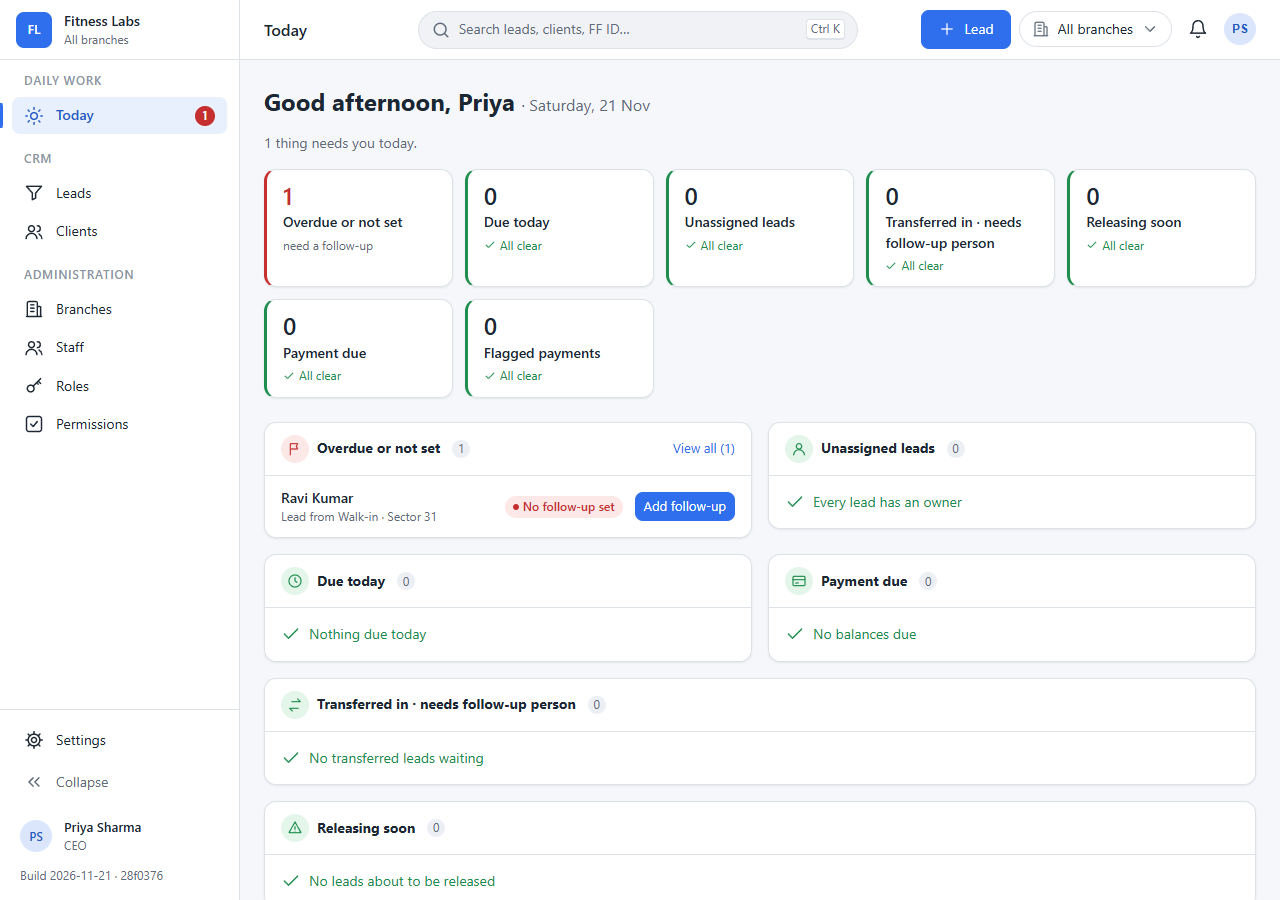 FL
Fitness Labs
All branches
DAILY WORK
Today
1
CRM
Leads
Clients
ADMINISTRATION
Branches
Staff
Roles
Permissions
Settings
Collapse
PS
Priya Sharma
CEO
Build 2026-11-21 · 28f0376
Today
Search leads, clients, FF ID...
Ctrl K
Lead
All branches
PS
Good afternoon, Priya · Saturday, 21 Nov
1 thing needs you today.
1
Overdue or not set
need a follow-up
0
Due today
All clear
0
Unassigned leads
All clear
0
Transferred in · needs
follow-up person
All clear
0
Releasing soon
All clear
0
Payment due
All clear
0
Flagged payments
All clear
Overdue or not set 1
View all (1)
Ravi Kumar
Lead from Walk-in · Sector 31
No follow-up set
Add follow-up
Unassigned leads 0
Every lead has an owner
Due today 0
Nothing due today
Payment due 0
No balances due
Transferred in · needs follow-up person 0
No transferred leads waiting
Releasing soon 0
No leads about to be released